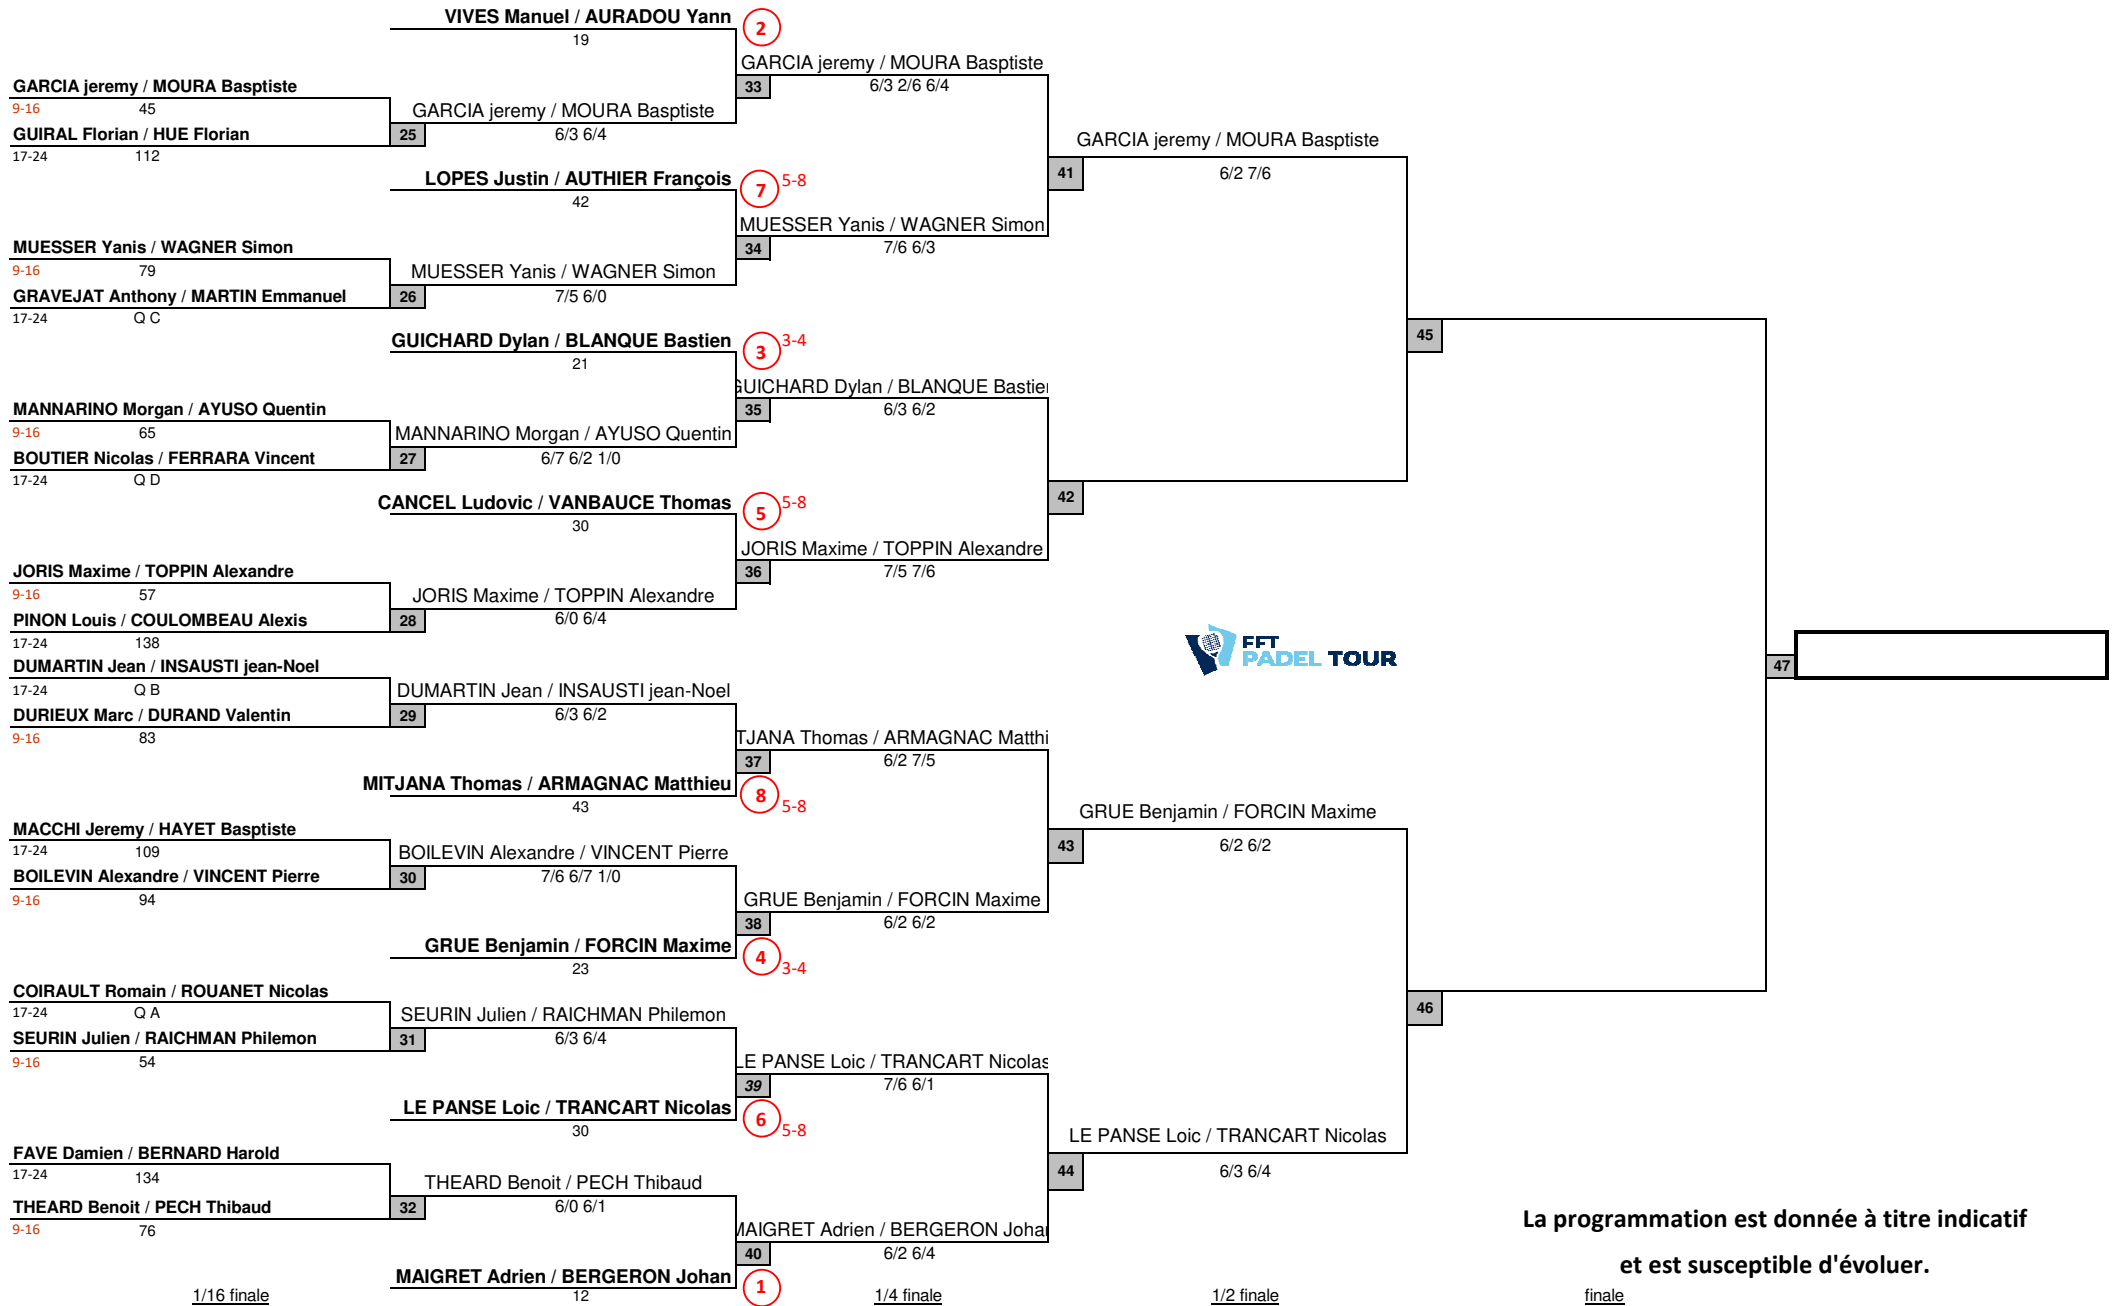 VIVES Manuel / AURADOU Yann
2
19
GARCIA jeremy / MOURA Basptiste
33
6/3 2/6 6/4
GARCIA jeremy / MOURA Basptiste
9-16
45
GARCIA jeremy / MOURA Basptiste
GUIRAL Florian / HUE Florian
25
6/3 6/4
17-24
112
GARCIA jeremy / MOURA Basptiste
41
6/2 7/6
LOPES Justin / AUTHIER François
7
5-8
42
MUESSER Yanis / WAGNER Simon
34
7/6 6/3
MUESSER Yanis / WAGNER Simon
9-16
79
MUESSER Yanis / WAGNER Simon
GRAVEJAT Anthony / MARTIN Emmanuel
26
7/5 6/0
17-24
Q C
45
GUICHARD Dylan / BLANQUE Bastien
3
3-4
21
GUICHARD Dylan / BLANQUE Bastien
35
6/3 6/2
MANNARINO Morgan / AYUSO Quentin
9-16
65
MANNARINO Morgan / AYUSO Quentin
BOUTIER Nicolas / FERRARA Vincent
27
6/7 6/2 1/0
17-24
Q D
42
CANCEL Ludovic / VANBAUCE Thomas
5
5-8
30
JORIS Maxime / TOPPIN Alexandre
36
7/5 7/6
JORIS Maxime / TOPPIN Alexandre
9-16
57
JORIS Maxime / TOPPIN Alexandre
PINON Louis / COULOMBEAU Alexis
28
6/0 6/4
17-24
138
FFT
PADEL TOUR
47
DUMARTIN Jean / INSAUSTI jean-Noel
17-24
Q B
DUMARTIN Jean / INSAUSTI jean-Noel
DURIEUX Marc / DURAND Valentin
29
6/3 6/2
9-16
83
TJANA Thomas / ARMAGNAC Matthi
37
6/2 7/5
MITJANA Thomas / ARMAGNAC Matthieu
8
5-8
43
GRUE Benjamin / FORCIN Maxime
43
6/2 6/2
MACCHI Jeremy / HAYET Basptiste
17-24
109
BOILEVIN Alexandre / VINCENT Pierre
BOILEVIN Alexandre / VINCENT Pierre
30
7/6 6/7 1/0
9-16
94
GRUE Benjamin / FORCIN Maxime
38
6/2 6/2
GRUE Benjamin / FORCIN Maxime
4
3-4
23
46
COIRAULT Romain / ROUANET Nicolas
17-24
Q A
SEURIN Julien / RAICHMAN Philemon
SEURIN Julien / RAICHMAN Philemon
31
6/3 6/4
9-16
54
LE PANSE Loic / TRANCART Nicolas
39
7/6 6/1
LE PANSE Loic / TRANCART Nicolas
6
5-8
30
LE PANSE Loic / TRANCART Nicolas
44
6/3 6/4
FAVE Damien / BERNARD Harold
17-24
134
THEARD Benoit / PECH Thibaud
THEARD Benoit / PECH Thibaud
32
6/0 6/1
9-16
76
MAIGRET Adrien / BERGERON Johan
40
6/2 6/4
MAIGRET Adrien / BERGERON Johan
1
12
La programmation est donnée à titre indicatif
et est susceptible d'évoluer.
1/16 finale
1/4 finale
1/2 finale
finale